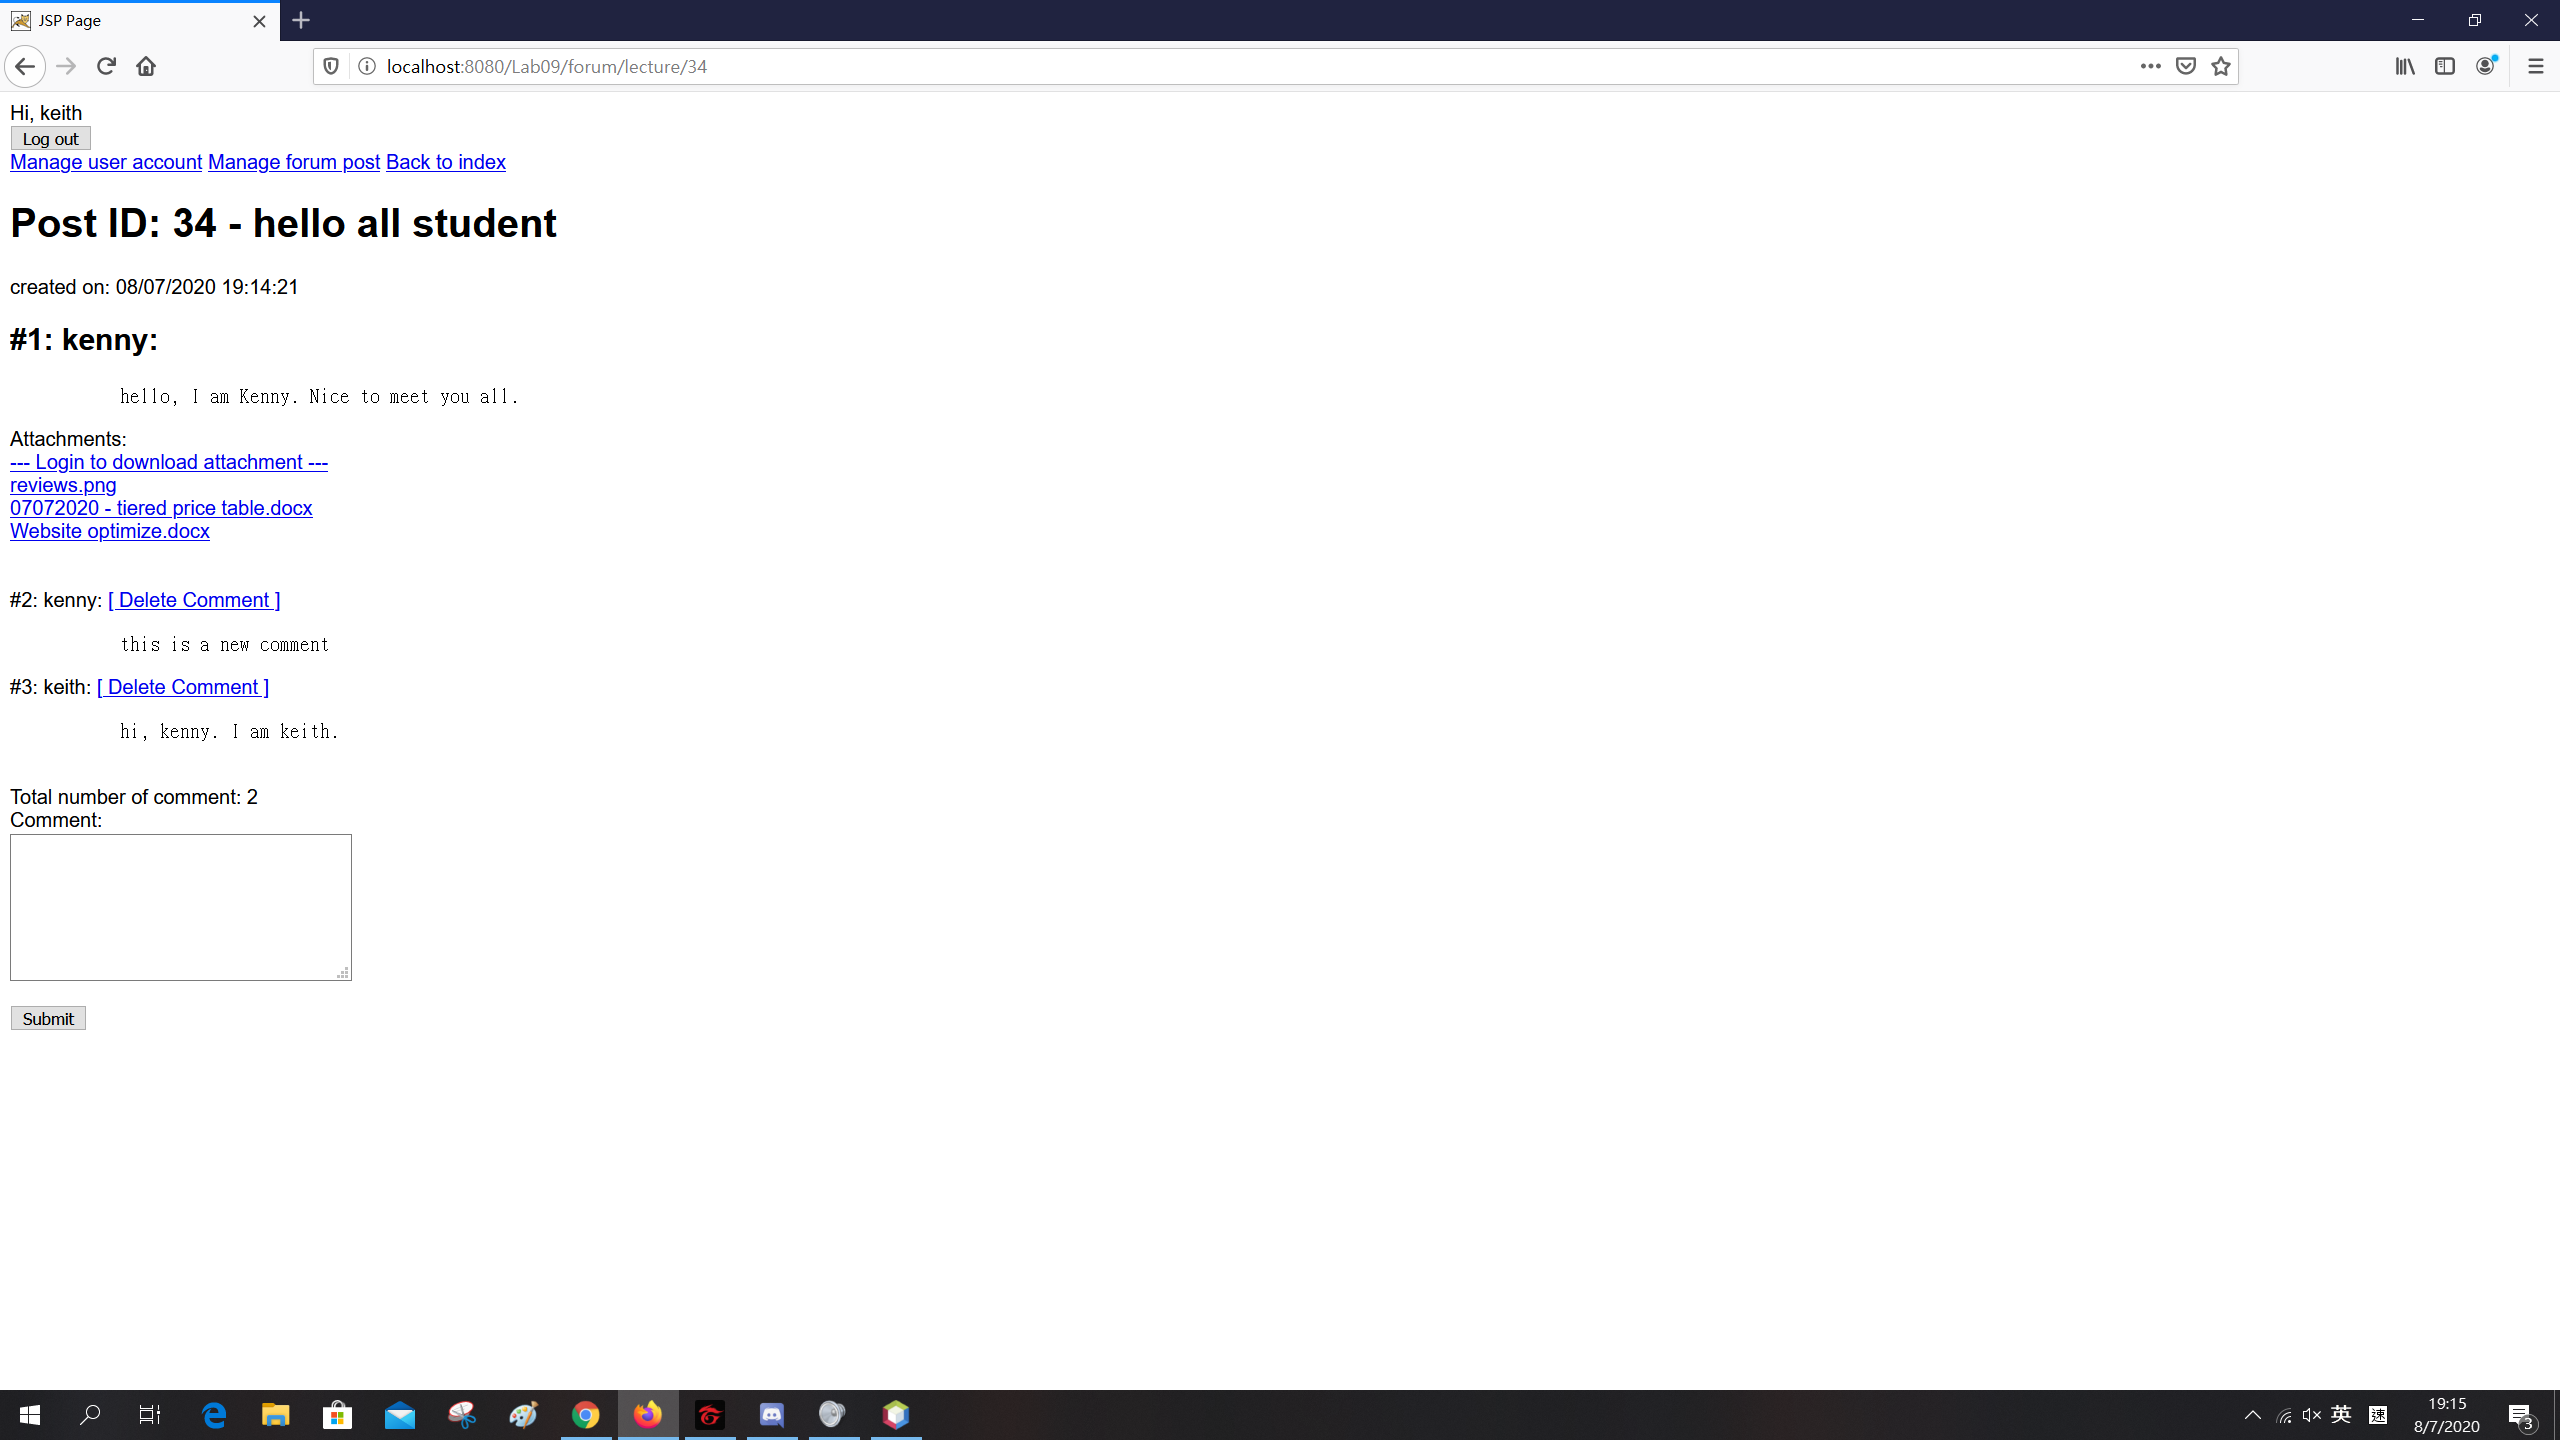 JSP Page
localhost:8080/Lab09/forum/lecture/34
Hi, keith
Log out
Manage user account Manage forum post Back to index
Post ID: 34 - hello all student
created on: 08/07/2020 19:14:21
#1: kenny:
hello, I am Kenny. Nice to meet you all.
Attachments:
--- Login to download attachment ---
reviews.png
07072020 - tiered price table.docx
Website optimize.docx
#2: kenny: [ Delete Comment ]
this is a new comment
#3: keith: [ Delete Comment ]
hi, kenny. I am keith.
Total number of comment: 2
Comment:
Submit
英 速
19:15
8/7/2020
3